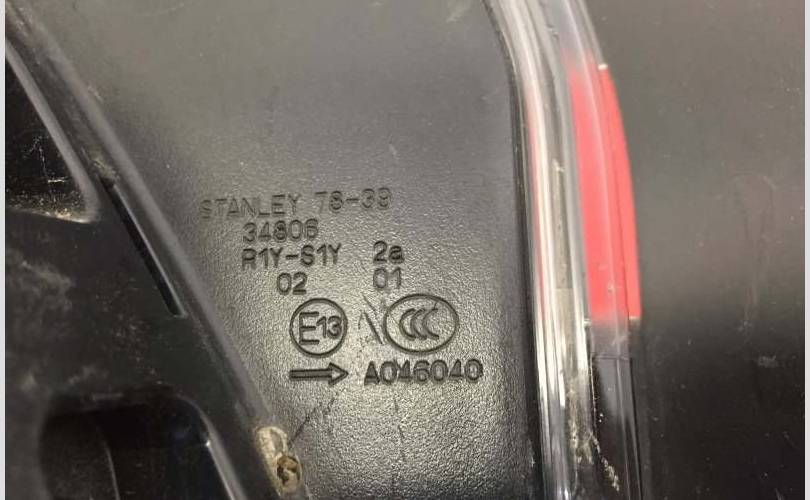 STANLEY 78-39
34806
R1Y-S1Y 2a
02 01
E13 CCC
→ A046040